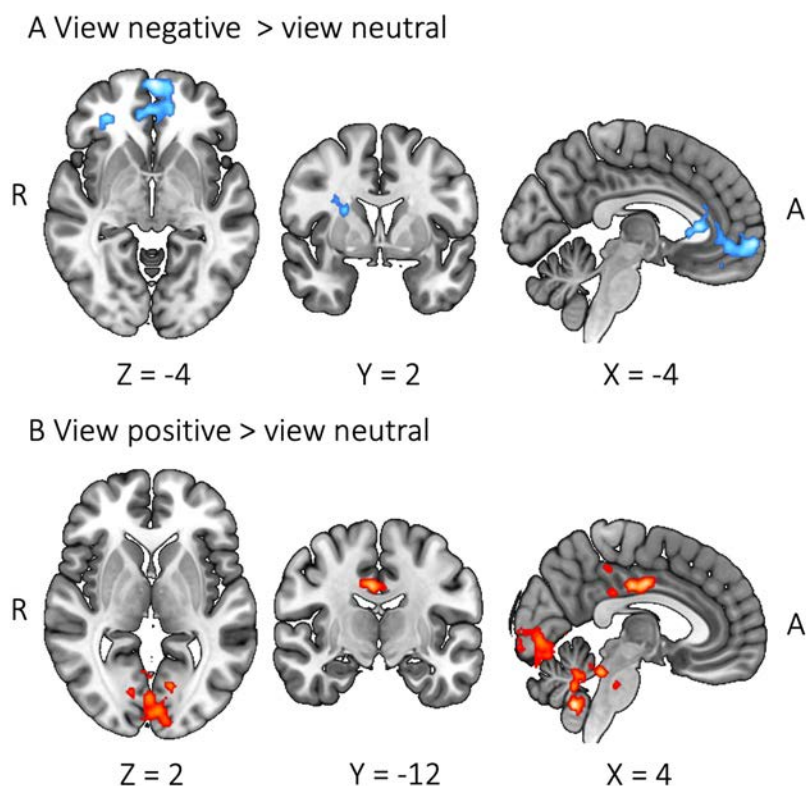 A View negative > view neutral
R
A
Z = -4
Y = 2
X = -4
B View positive > view neutral
R
A
Z = 2
Y = -12
X = 4